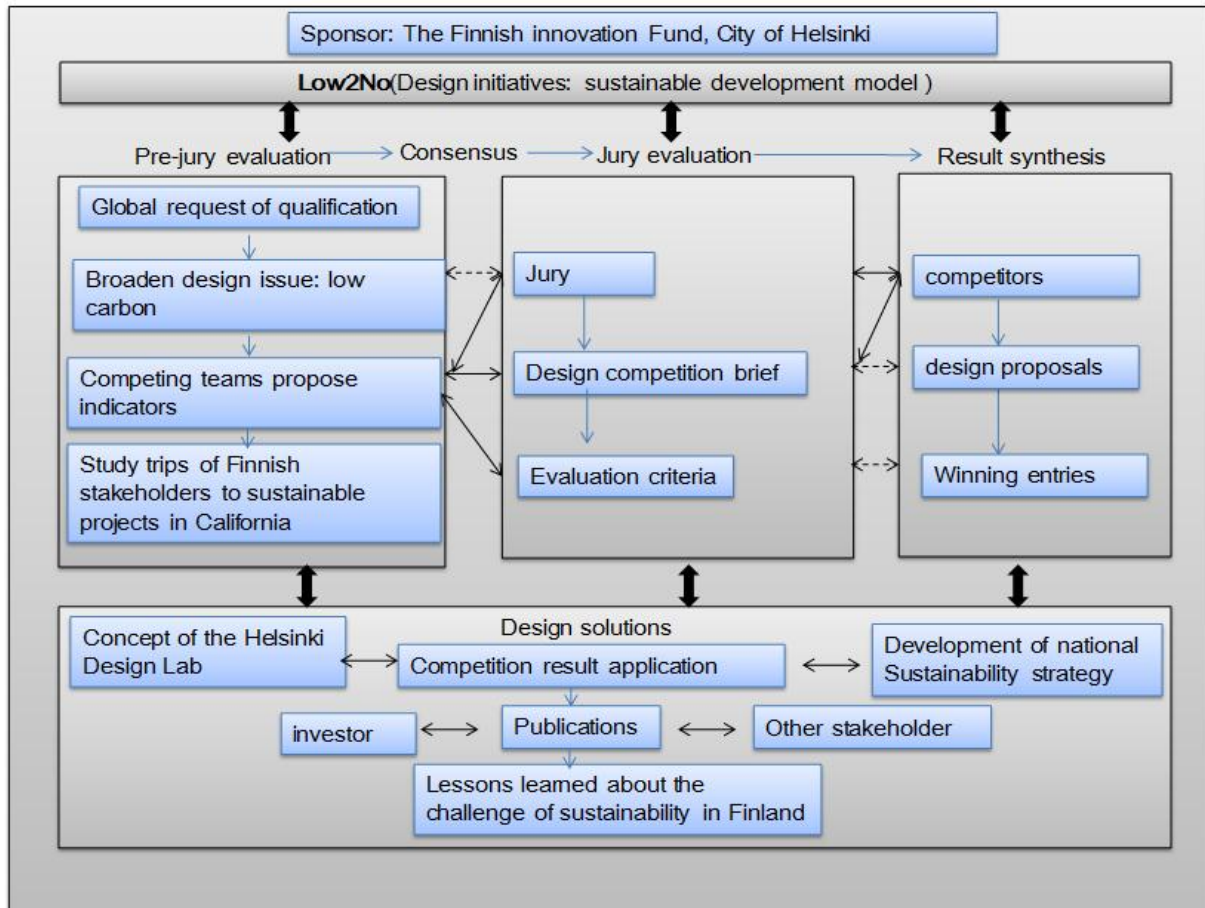 Sponsor: The Finnish innovation Fund, City of Helsinki
Low2No(Design initiatives: sustainable development model )
Pre-jury evaluation
Consensus
Jury evaluation
Result synthesis
Global request of qualification
Broaden design issue: low
carbon
Competing teams propose
indicators
Study trips of Finnish
stakeholders to sustainable
projects in California
Jury
Design competition brief
Evaluation criteria
competitors
design proposals
Winning entries
Design solutions
Concept of the Helsinki
Design Lab
Competition result application
Development of national
Sustainability strategy
investor
Publications
Other stakeholder
Lessons learned about the
challenge of sustainability in Finland